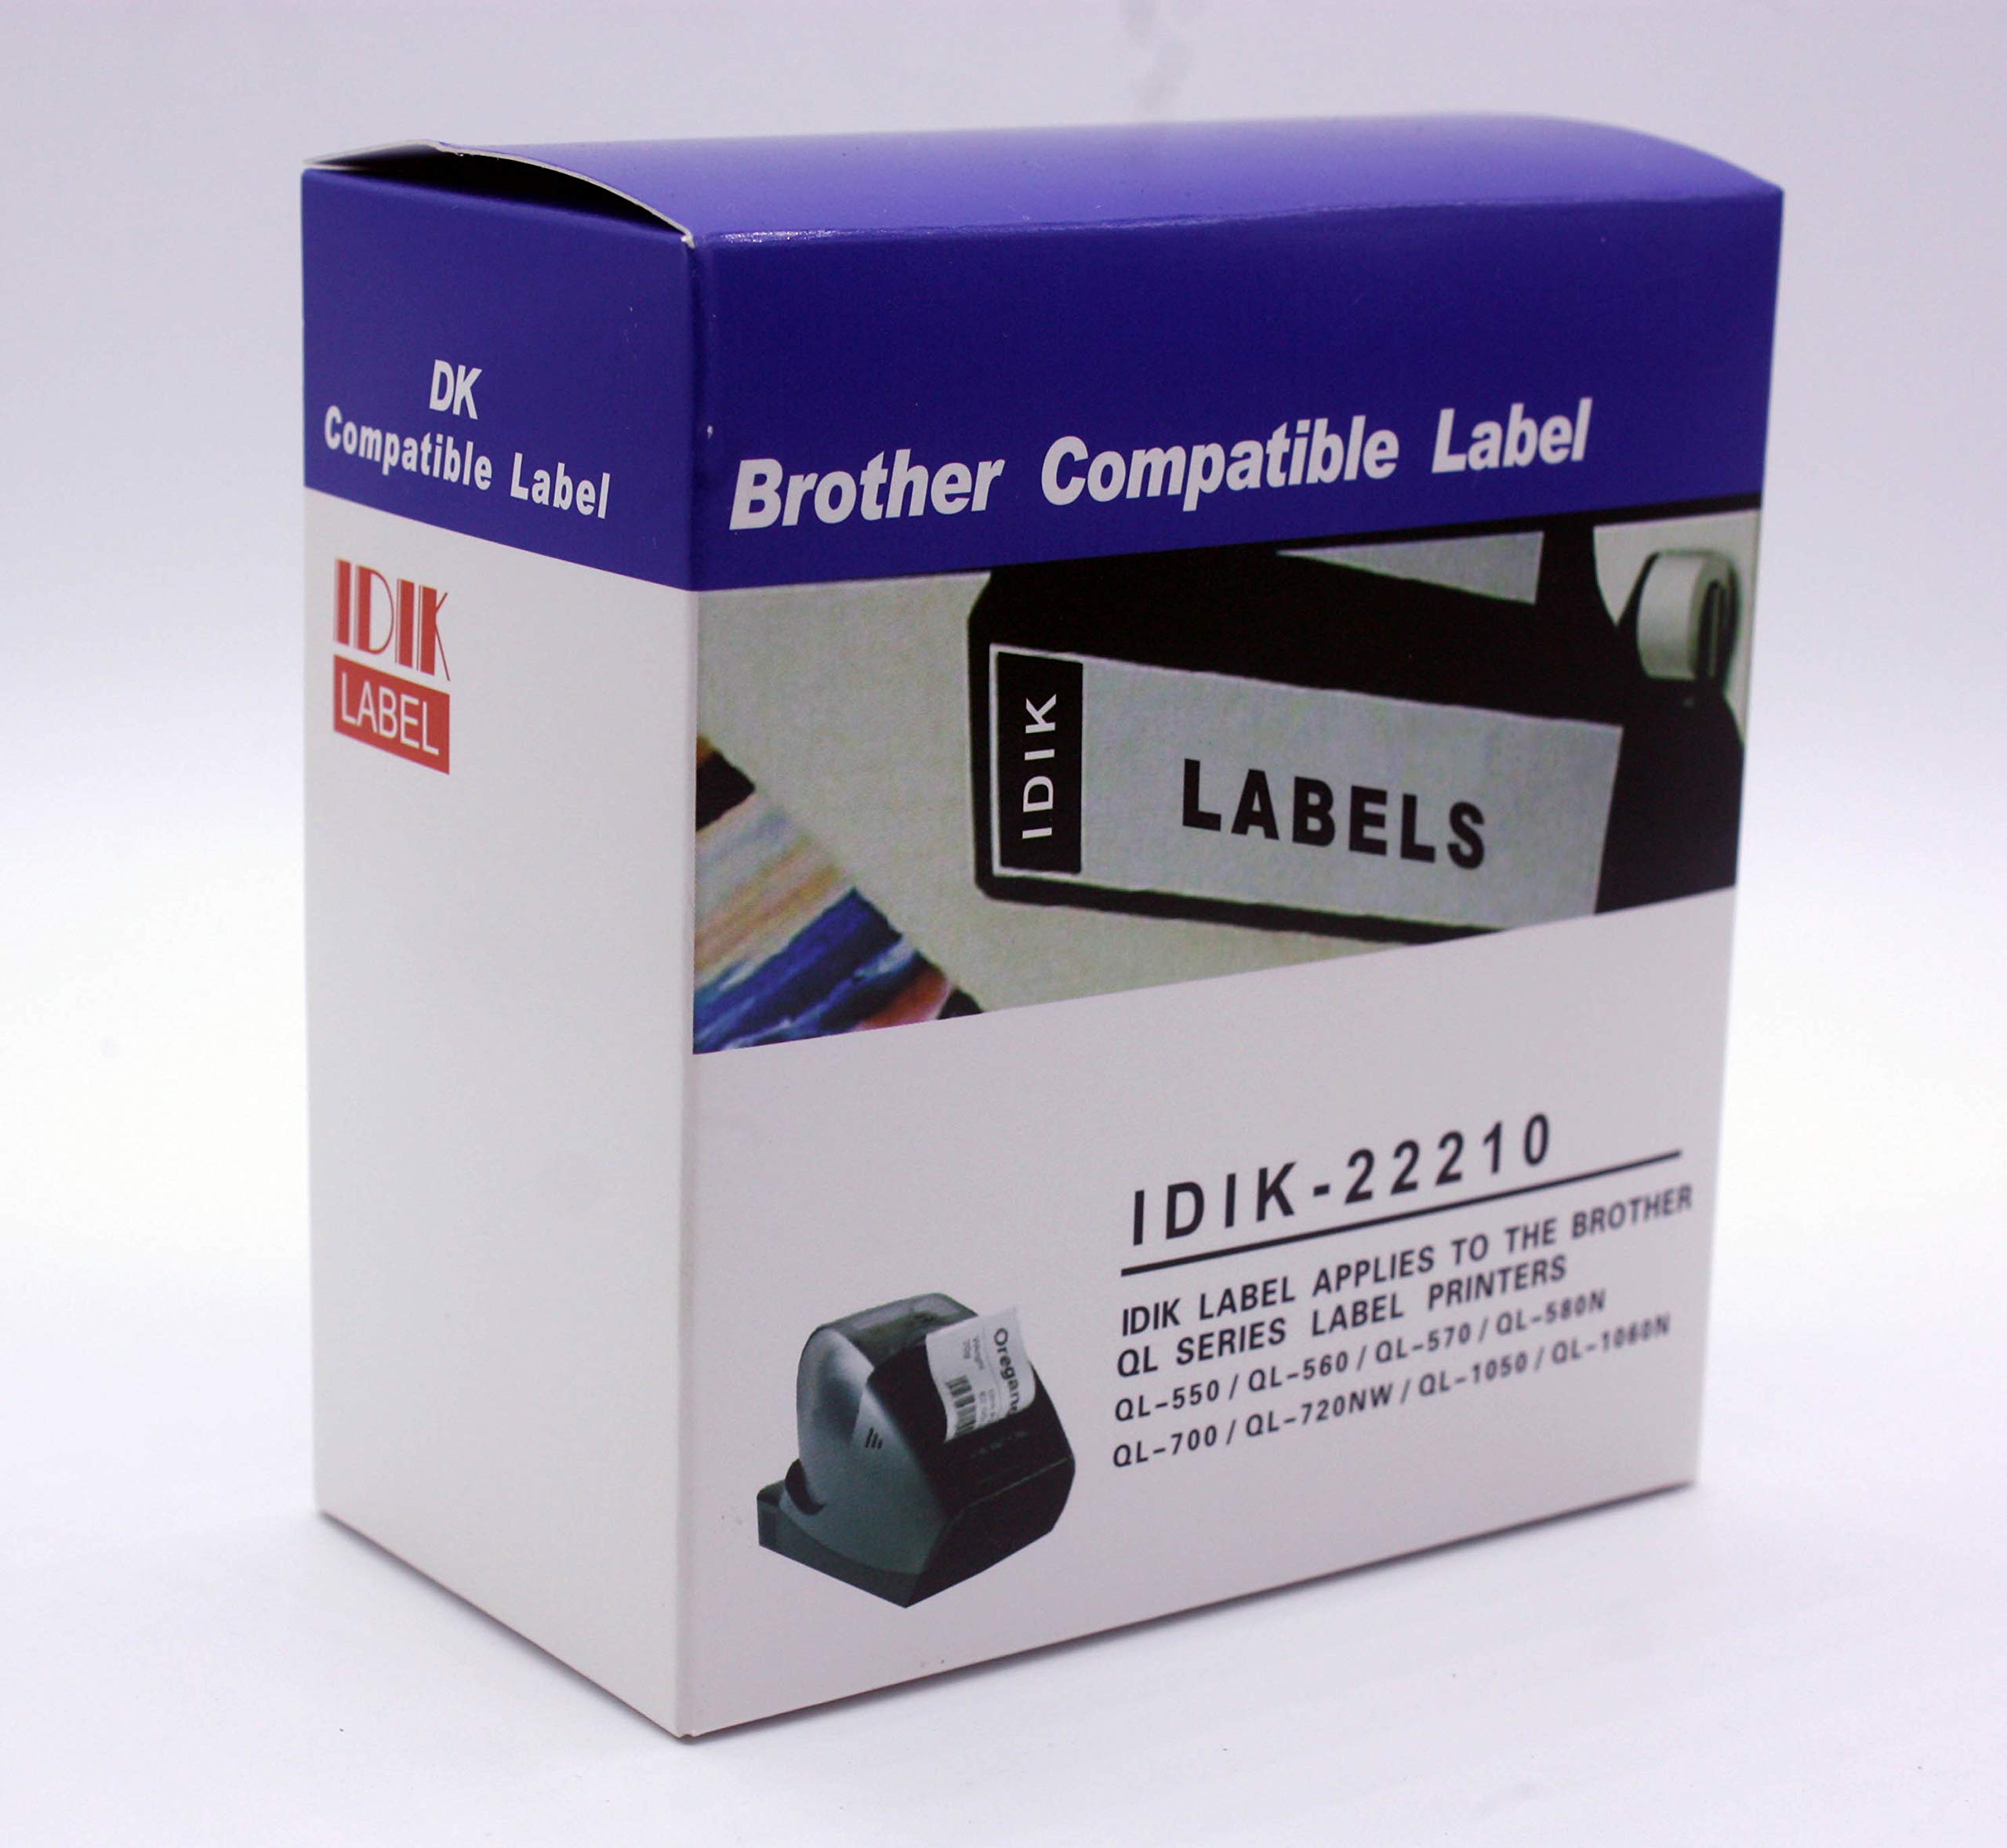 DK
Compatible Label
IDIK
LABEL
Brother Compatible Label
IDIK
LABELS
IDIK-22210
IDIK LABEL APPLIES TO THE BROTHER
QL SERIES LABEL PRINTERS
QL-550 / QL-560 / QL-570 / QL-580N
QL-700 / QL-720NW / QL-1050 / QL-1060N